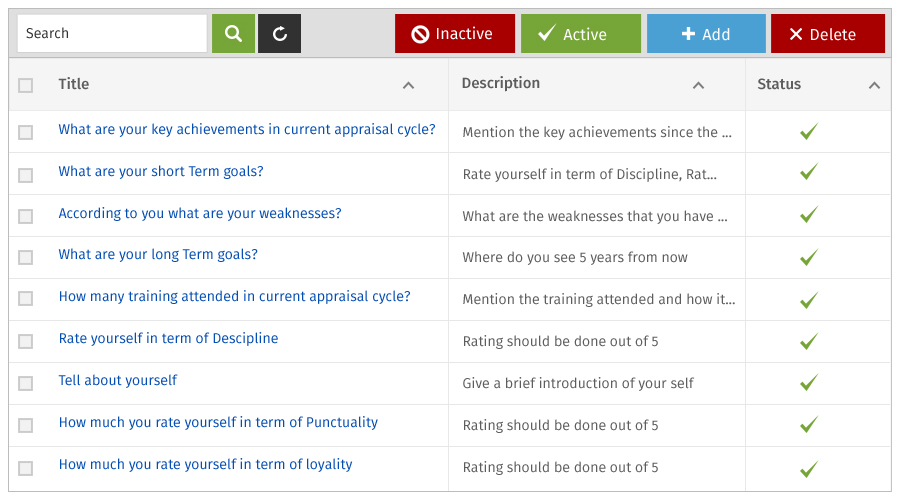 Search Inactive Active Add Delete
Title Description Status
What are your key achievements in current appraisal cycle? Mention the key achievements since the ...
What are your short Term goals? Rate yourself in term of Discipline, Rat...
According to you what are your weaknesses? What are the weaknesses that you have ...
What are your long Term goals? Where do you see 5 years from now
How many training attended in current appraisal cycle? Mention the training attended and how it...
Rate yourself in term of Descipline Rating should be done out of 5
Tell about yourself Give a brief introduction of your self
How much you rate yourself in term of Punctuality Rating should be done out of 5
How much you rate yourself in term of loyality Rating should be done out of 5